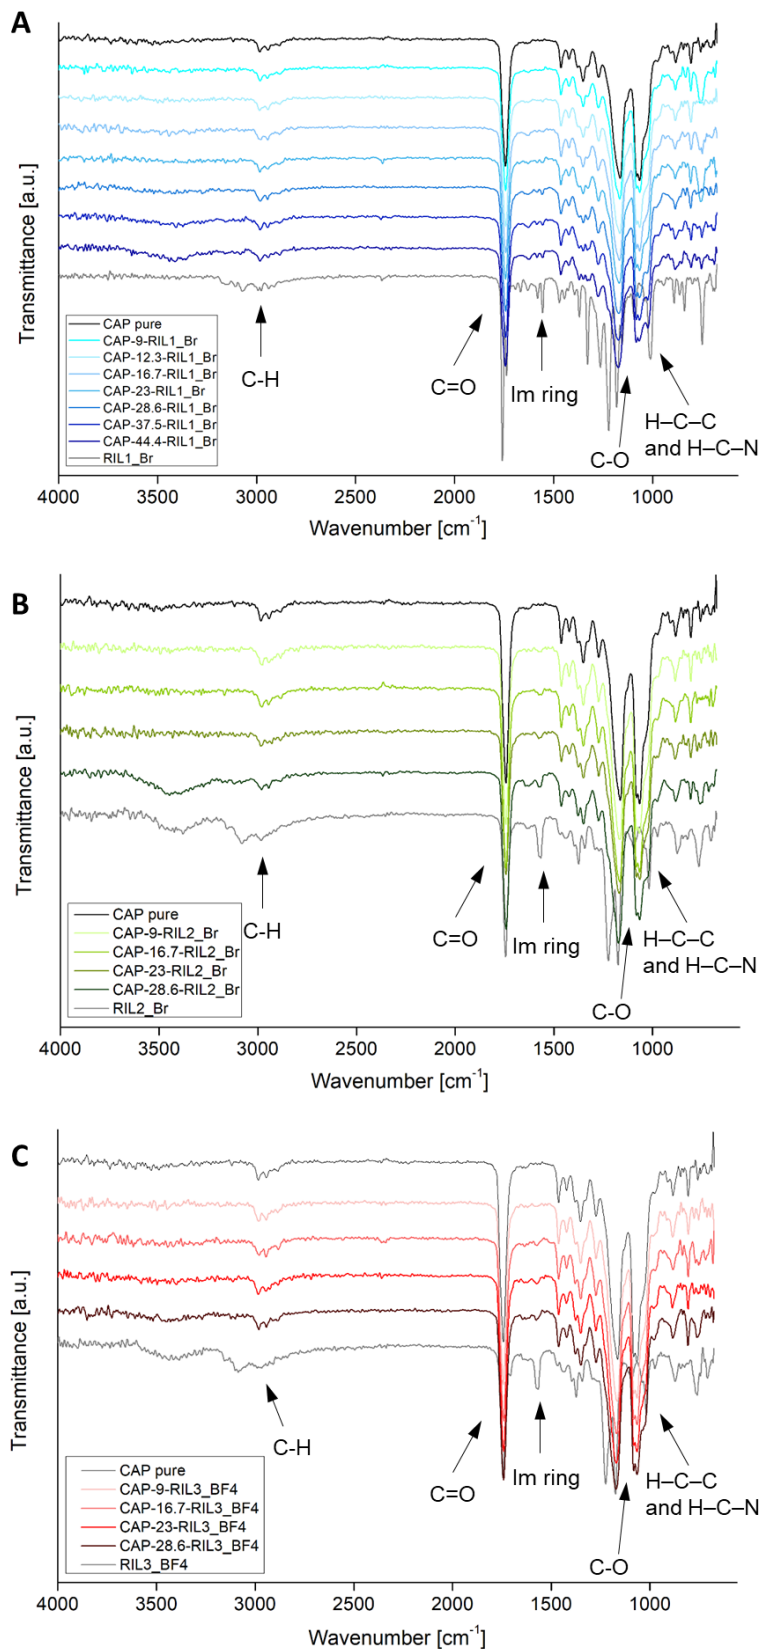 A
Transmittance [a.u.]
CAP pure
CAP-9-RIL1_Br
CAP-12.3-RIL1_Br
CAP-16.7-RIL1_Br
CAP-23-RIL1_Br
CAP-28.6-RIL1_Br
CAP-37.5-RIL1_Br
CAP-44.4-RIL1_Br
RIL1_Br
C-H
C=O
Im ring
C-O
H–C–C
and H–C–N
4000 3500 3000 2500 2000 1500 1000
Wavenumber [cm-1]
B
Transmittance [a.u.]
CAP pure
CAP-9-RIL2_Br
CAP-16.7-RIL2_Br
CAP-23-RIL2_Br
CAP-28.6-RIL2_Br
RIL2_Br
C-H
C=O
Im ring
C-O
H–C–C
and H–C–N
4000 3500 3000 2500 2000 1500 1000
Wavenumber [cm-1]
C
Transmittance [a.u.]
CAP pure
CAP-9-RIL3_BF4
CAP-16.7-RIL3_BF4
CAP-23-RIL3_BF4
CAP-28.6-RIL3_BF4
RIL3_BF4
C-H
C=O
Im ring
C-O
H–C–C
and H–C–N
4000 3500 3000 2500 2000 1500 1000
Wavenumber [cm-1]